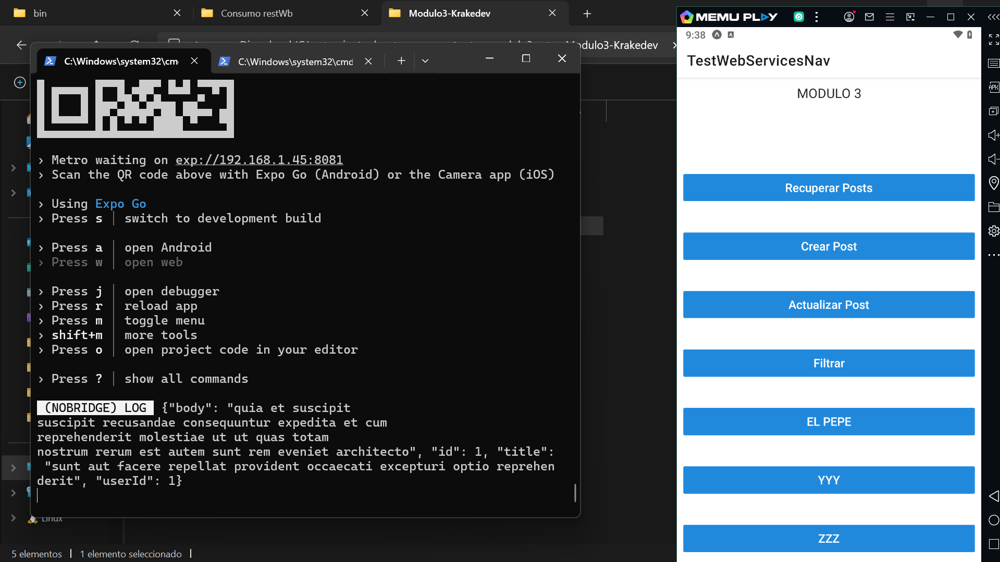 bin
Consumo restWb
Modulo3-Krakedev
Modulo3-Krakedev
C:\Windows\system32\cm
C:\Windows\system32\cmd
› Metro waiting on exp://192.168.1.45:8081
› Scan the QR code above with Expo Go (Android) or the Camera app (iOS)
› Using Expo Go
› Press s │ switch to development build
› Press a │ open Android
› Press w │ open web
› Press j │ open debugger
› Press r │ reload app
› Press m │ toggle menu
› shift+m │ more tools
› Press o │ open project code in your editor
› Press ? │ show all commands
(NOBRIDGE) LOG {"body": "quia et suscipit
suscipit recusandae consequuntur expedita et cum
reprehenderit molestiae ut ut quas totam
nostrum rerum est autem sunt rem eveniet architecto", "id": 1, "title":
"sunt aut facere repellat provident occaecati excepturi optio reprehen
derit", "userId": 1}
Linux
5 elementos
1 elemento seleccionado
MEMU PLAY
9:38
TestWebServicesNav
MODULO 3
Recuperar Posts
Crear Post
Actualizar Post
Filtrar
EL PEPE
YYY
ZZZ
APK